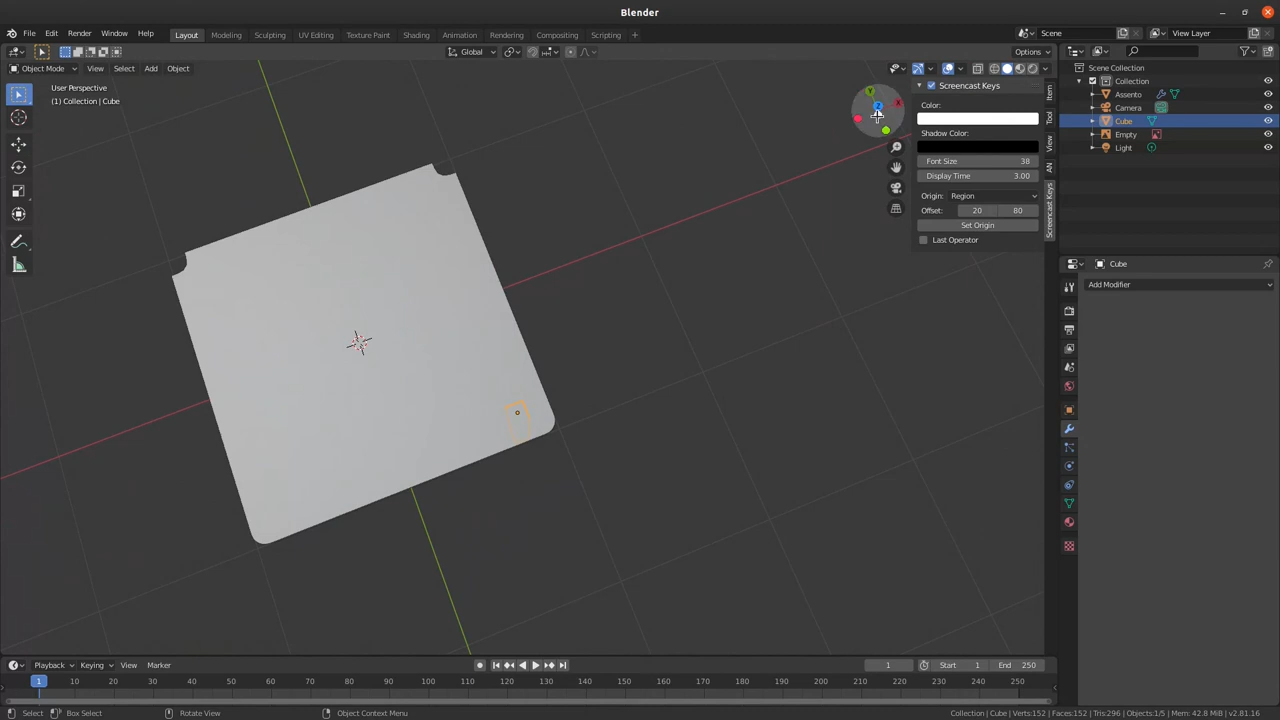 Blender
File Edit Render Window Help Layout Modeling Sculpting UV Editing Texture Paint Shading Animation Rendering Compositing Scripting + Scene View Layer
Global Options
Object Mode View Select Add Object
User Perspective
(1) Collection | Cube
Y
X
Z
Screencast Keys
Color:
Shadow Color:
Font Size 38
Display Time 3.00
Origin: Region
Offset: 20 80
Set Origin
Last Operator
Item
Tool
View
AN
Screencast Keys
Scene Collection
Collection
Assento
Camera
Cube
Empty
Light
Cube
Add Modifier
Playback Keying View Marker 1 Start 1 End 250
1 10 20 30 40 50 60 70 80 90 100 110 120 130 140 150 160 170 180 190 200 210 220 230 240 250
Select Box Select Rotate View Object Context Menu Collection | Cube | Verts:152 | Faces:152 | Tris:296 | Objects:1/5 | Mem: 42.8 MiB | v2.81.16